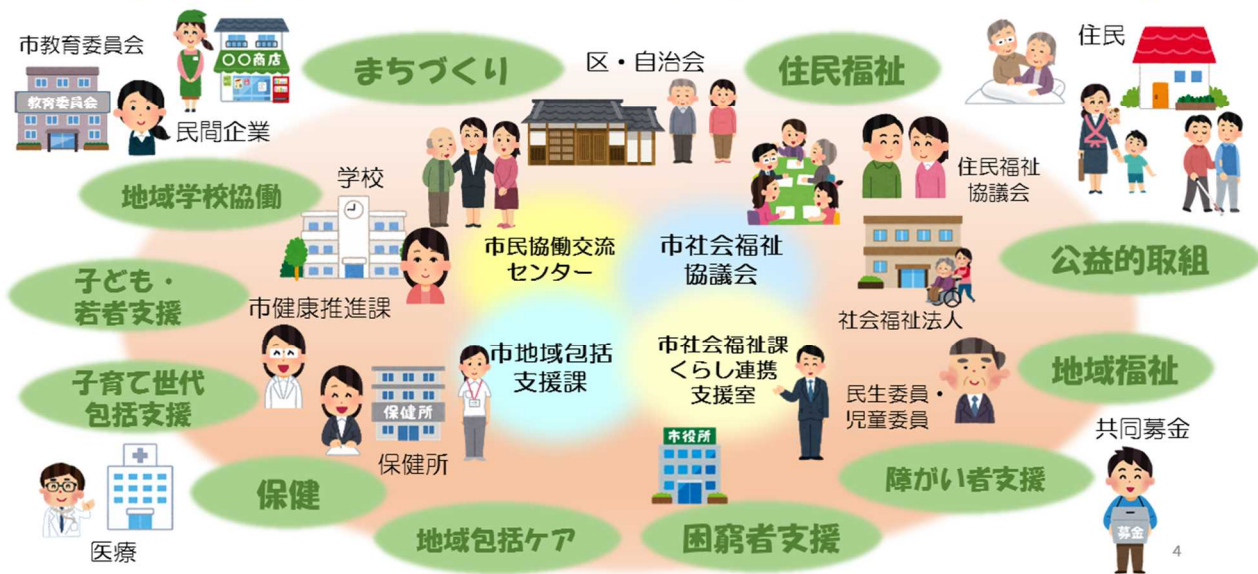 市教育委員会
教育委員会
〇〇商店
民間企業
まちづくり
区・自治会
住民福祉
住民
地域学校協働
学校
住民福祉
協議会
市民協働交流
センター
市社会福祉
協議会
公益的取組
子ども・
若者支援
市健康推進課
社会福祉法人
市地域包括
支援課
市社会福祉課
くらし連携
支援室
民生委員・
児童委員
地域福祉
子育て世代
包括支援
保健所
保健所
市役所
共同募金
募金
障がい者支援
保健
医療
地域包括ケア
困窮者支援
4